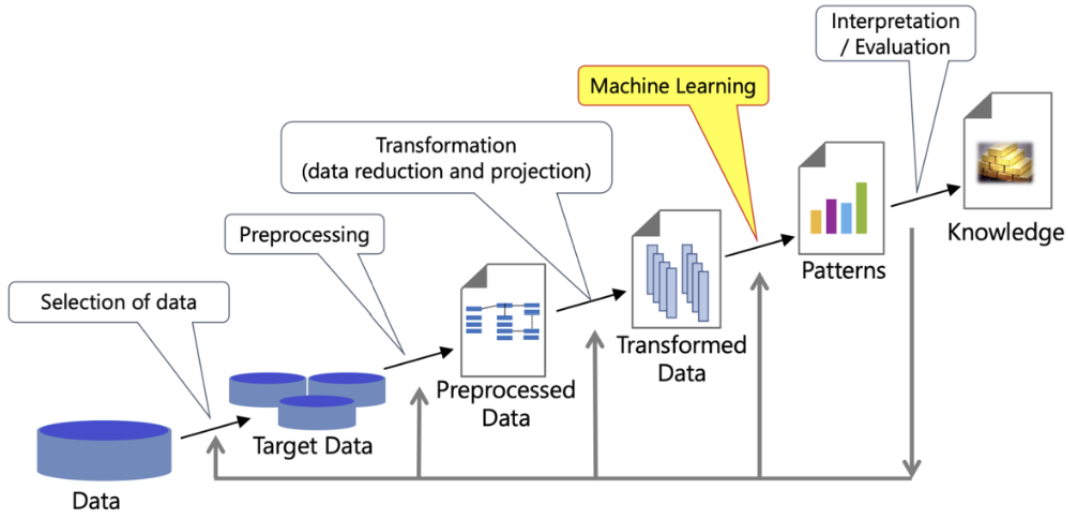 Interpretation
/ Evaluation
Machine Learning
Transformation
(data reduction and projection)
Preprocessing
Selection of data
Knowledge
Patterns
Transformed
Data
Preprocessed
Data
Target Data
Data